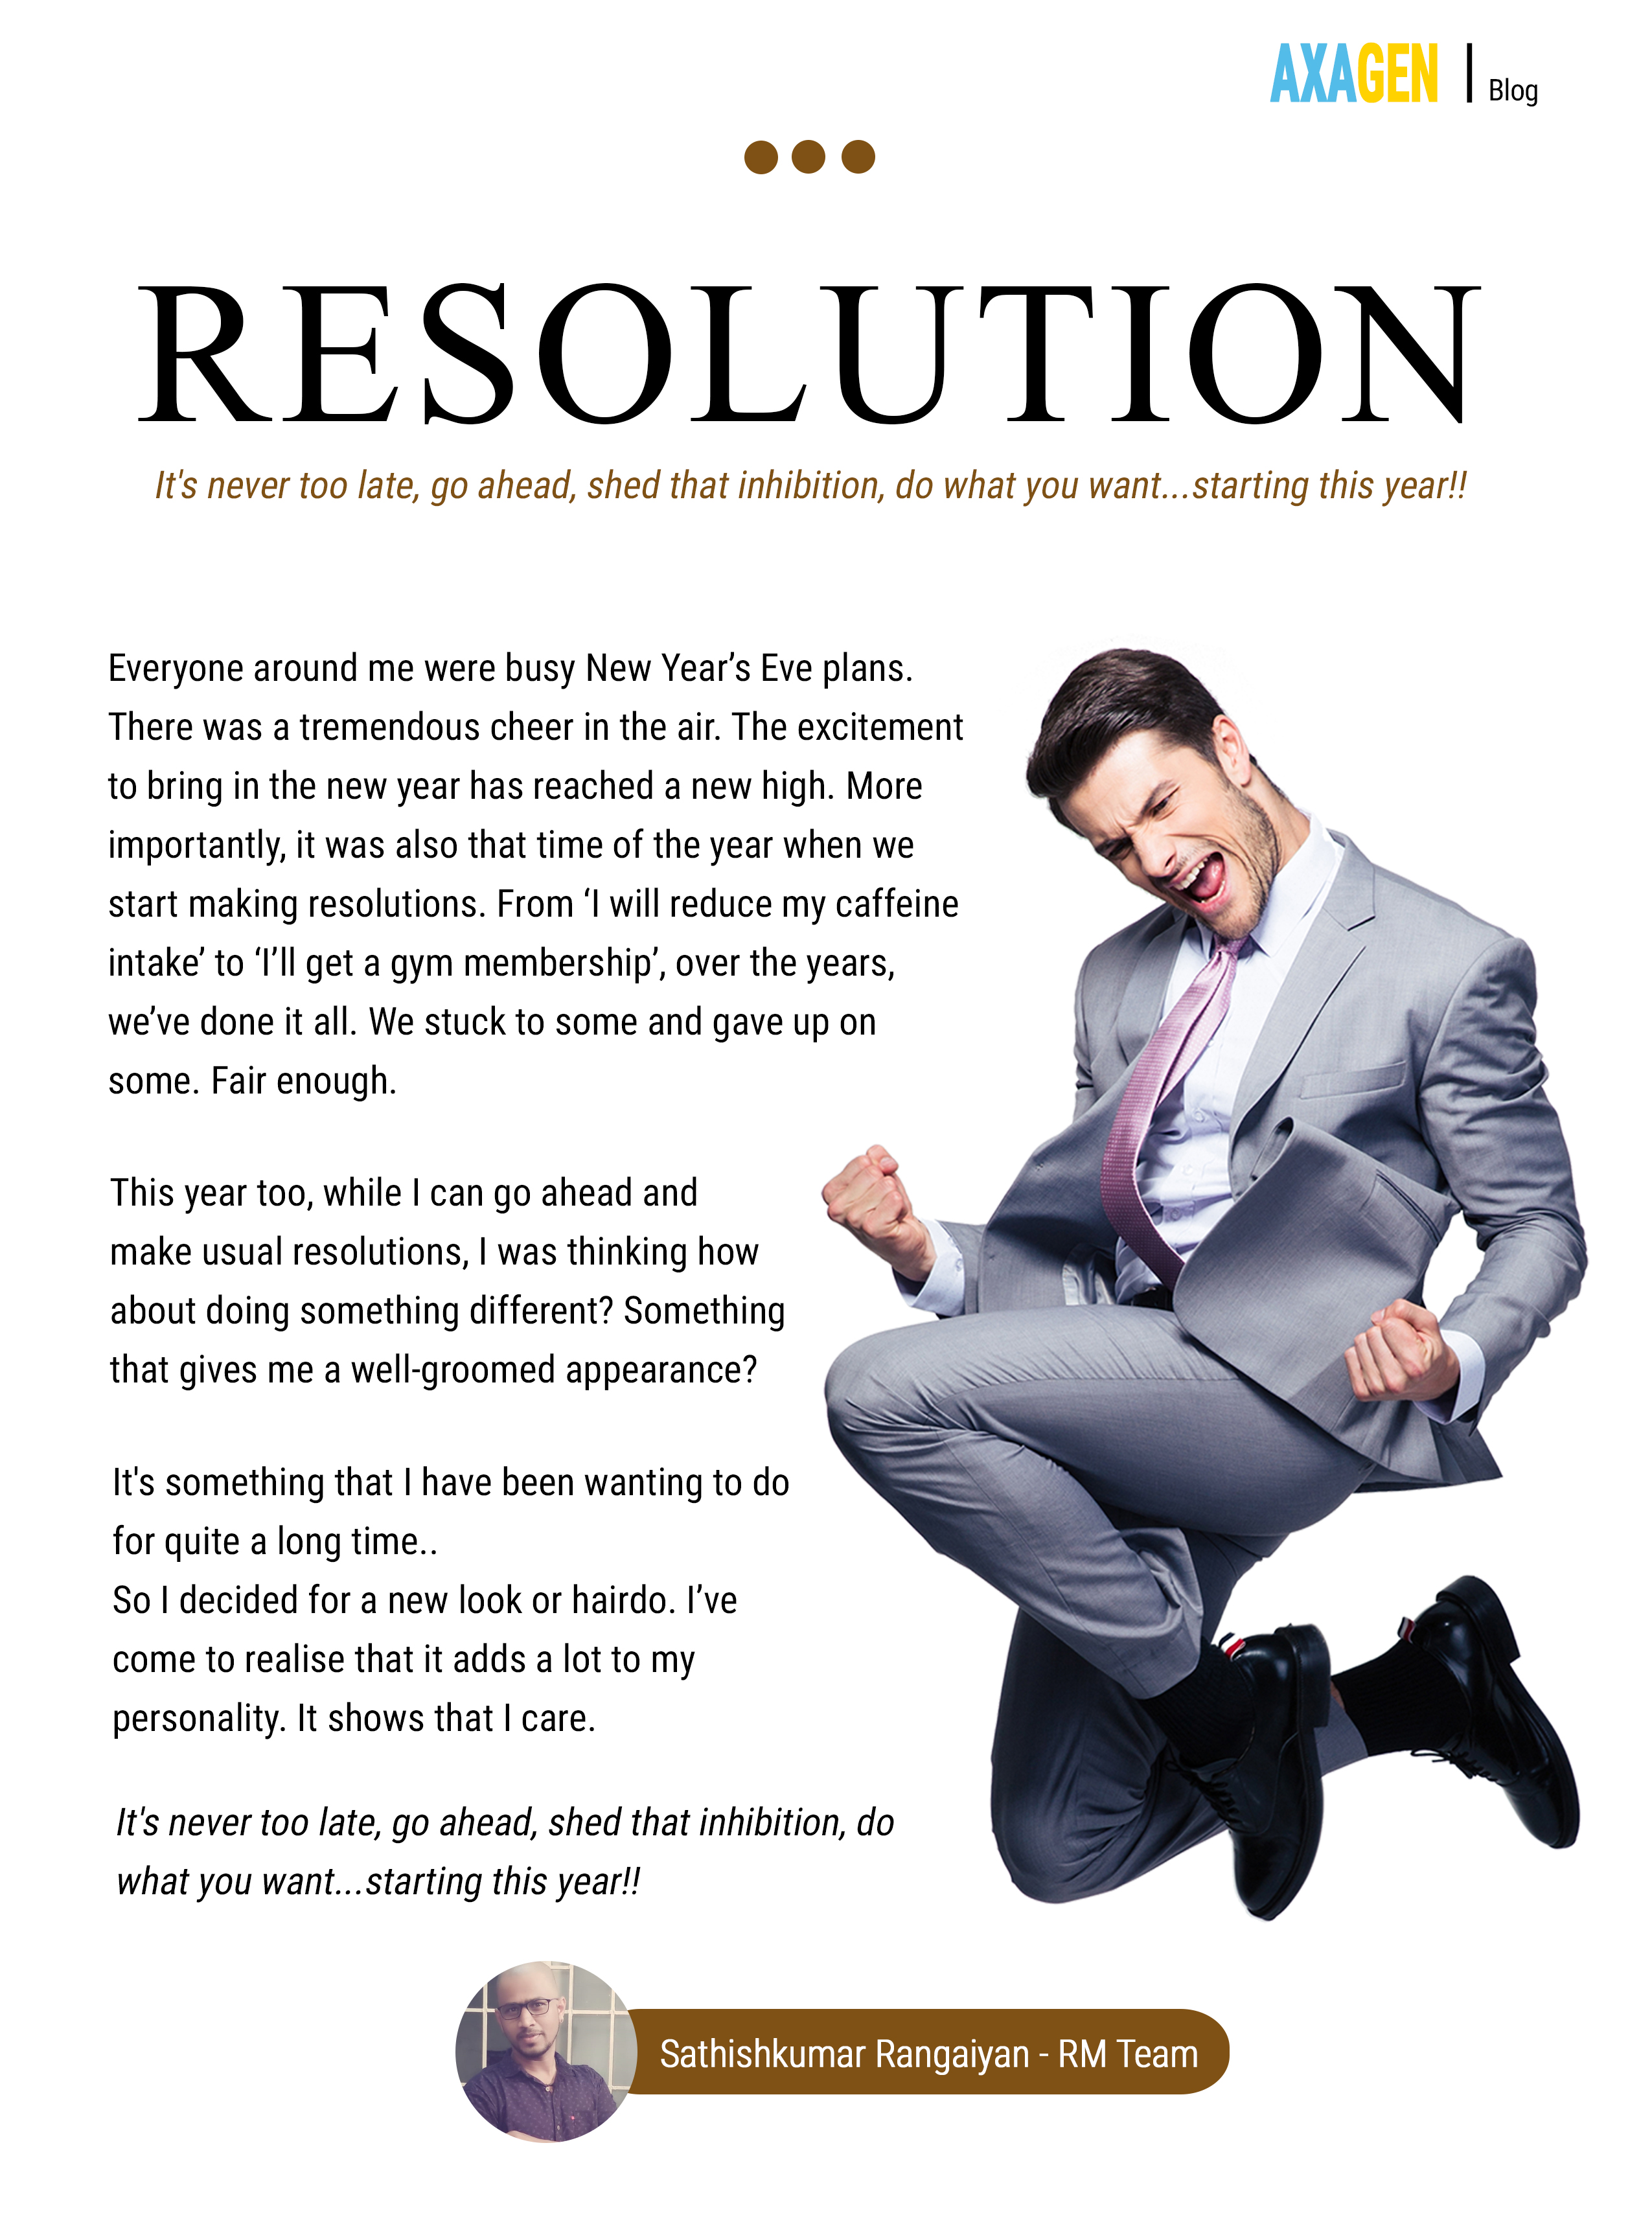 AXAGEN | Blog
RESOLUTION
It's never too late, go ahead, shed that inhibition, do what you want...starting this year!!
Everyone around me were busy New Year’s Eve plans.
There was a tremendous cheer in the air. The excitement
to bring in the new year has reached a new high. More
importantly, it was also that time of the year when we
start making resolutions. From ‘I will reduce my caffeine
intake’ to ‘I’ll get a gym membership’, over the years,
we’ve done it all. We stuck to some and gave up on
some. Fair enough.
This year too, while I can go ahead and
make usual resolutions, I was thinking how
about doing something different? Something
that gives me a well-groomed appearance?
It's something that I have been wanting to do
for quite a long time..
So I decided for a new look or hairdo. I’ve
come to realise that it adds a lot to my
personality. It shows that I care.
It's never too late, go ahead, shed that inhibition, do
what you want...starting this year!!
Sathishkumar Rangaiyan - RM Team